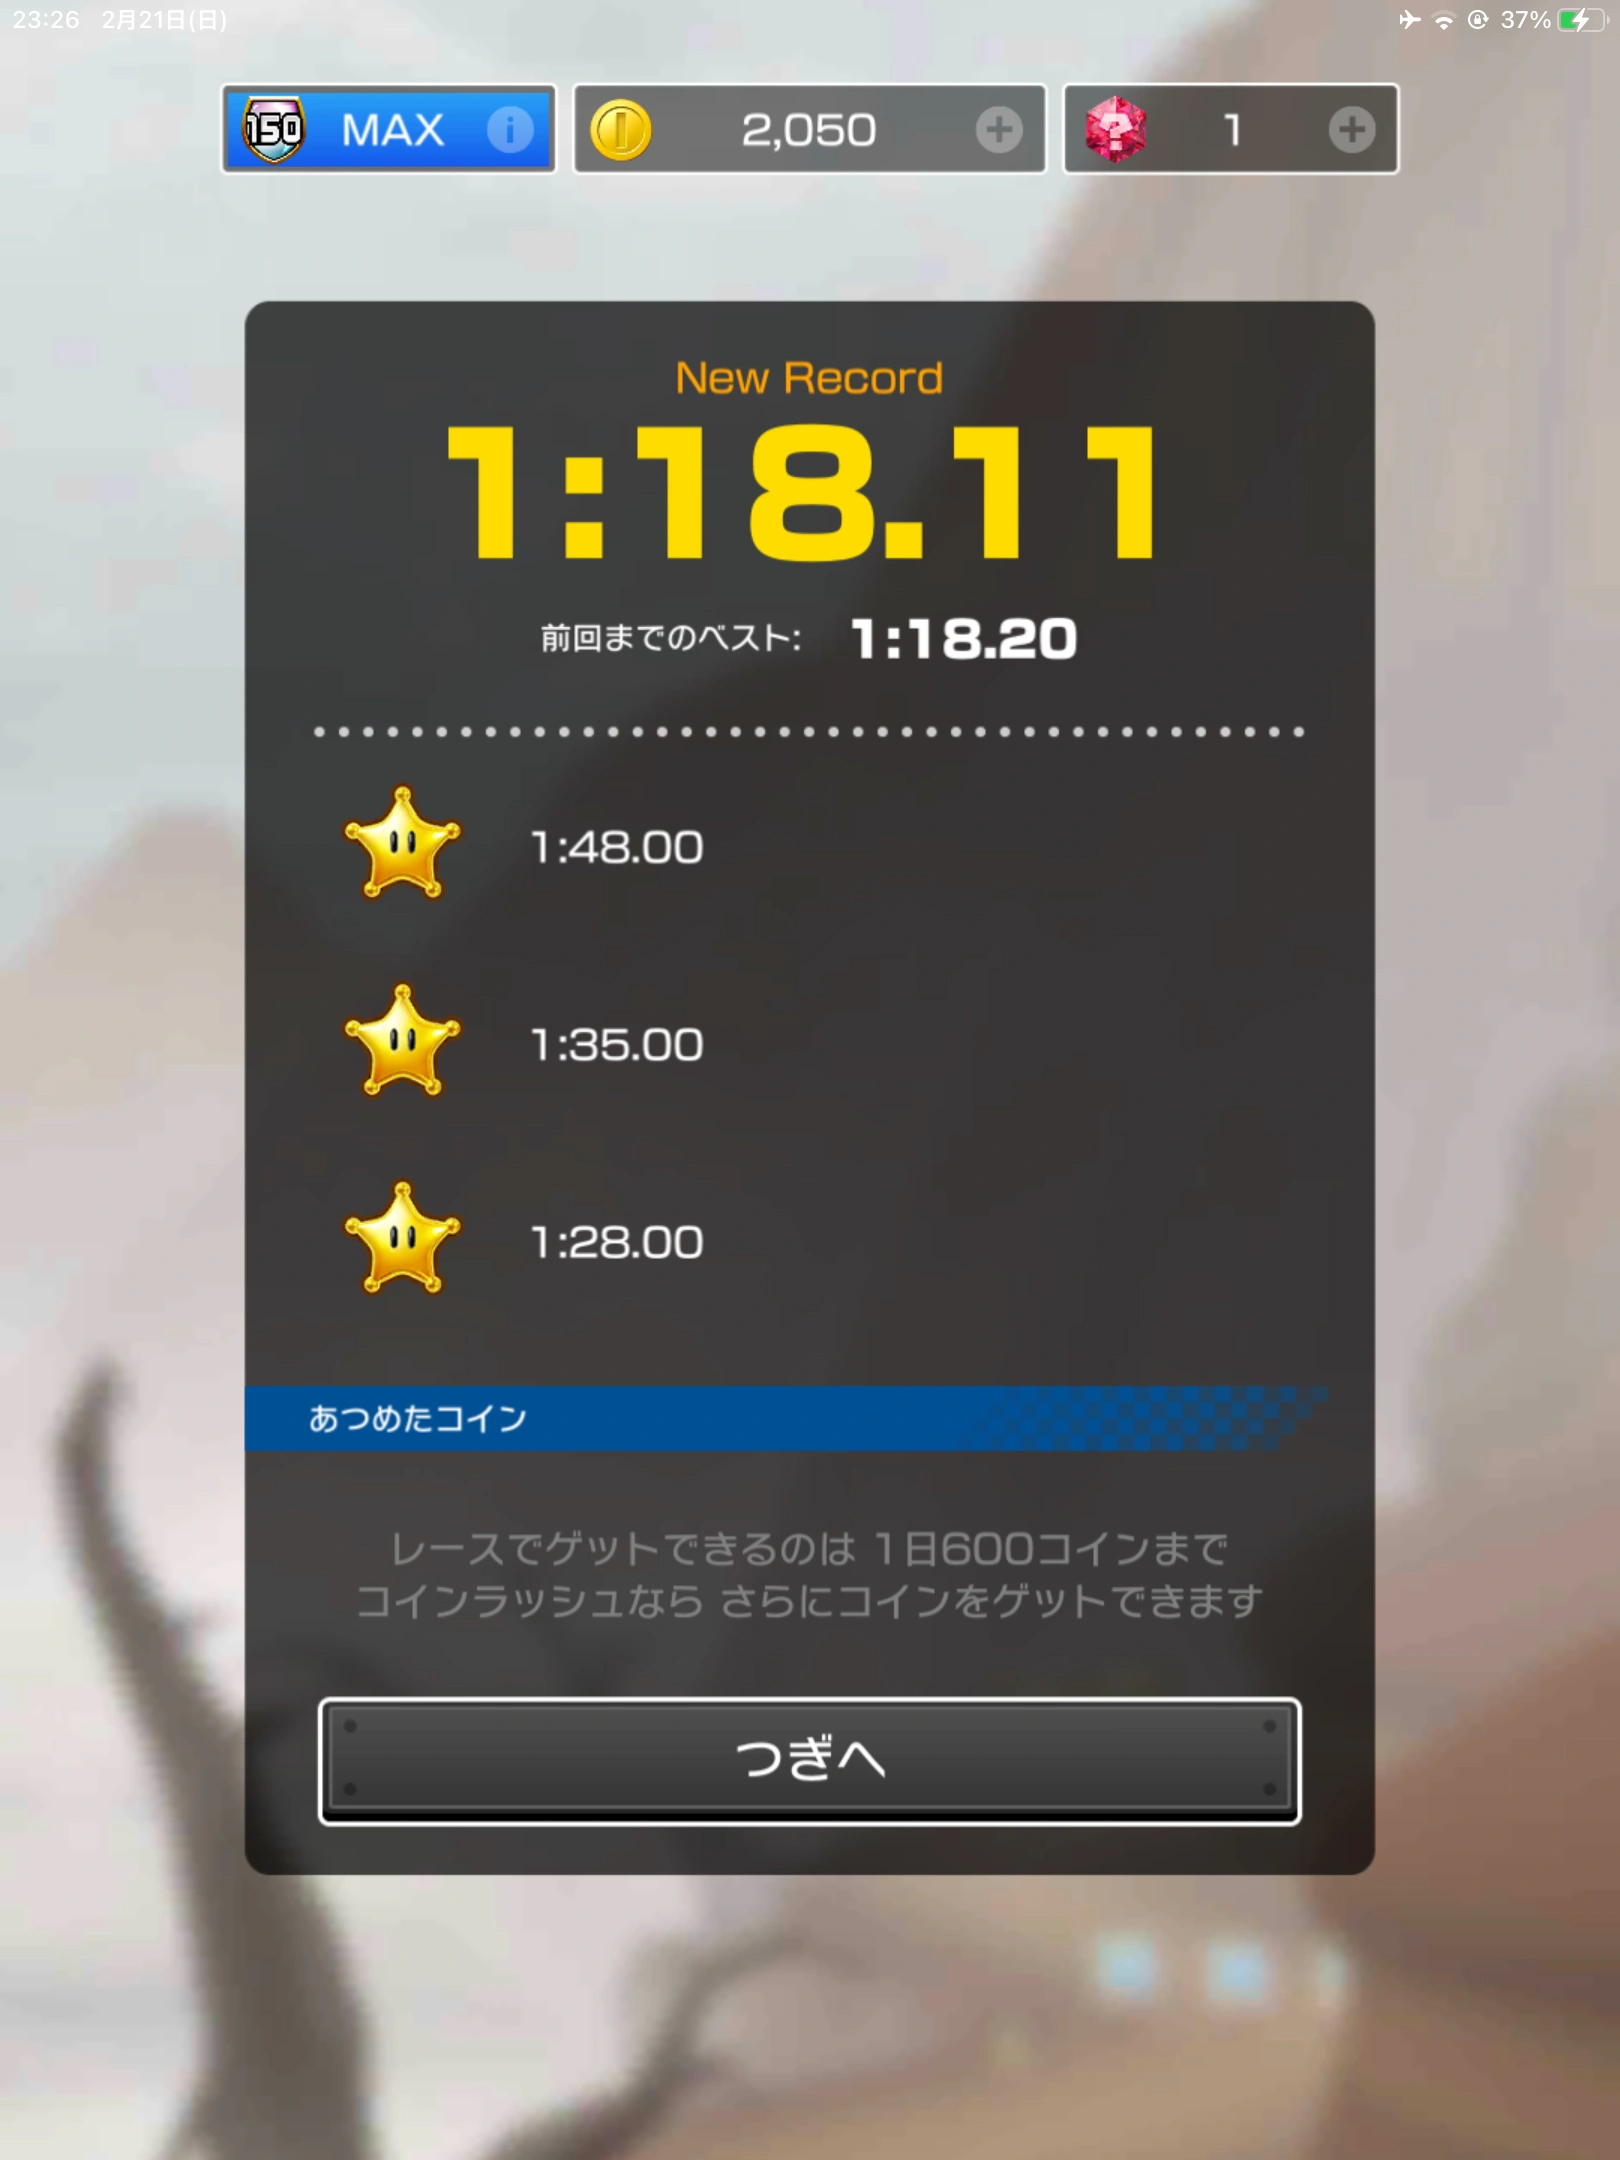 23:26 2月21日(日)
37%
150 MAX i
2,050 +
? 1 +
New Record
1:18.11
前回までのベスト: 1:18.20
1:48.00
1:35.00
1:28.00
あつめたコイン
レースでゲットできるのは 1日600コインまで
コインラッシュなら さらにコインをゲットできます
つぎへ